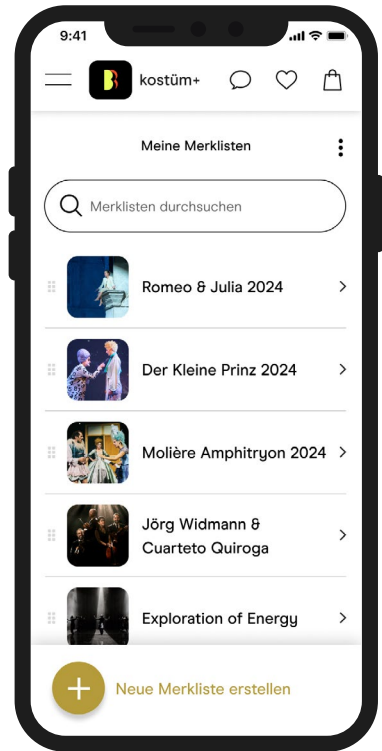 9:41
kostüm+
Meine Merklisten
Merklisten durchsuchen
Romeo & Julia 2024
Der Kleine Prinz 2024
Molière Amphitryon 2024
Jörg Widmann &
Cuarteto Quiroga
Exploration of Energy
Neue Merkliste erstellen